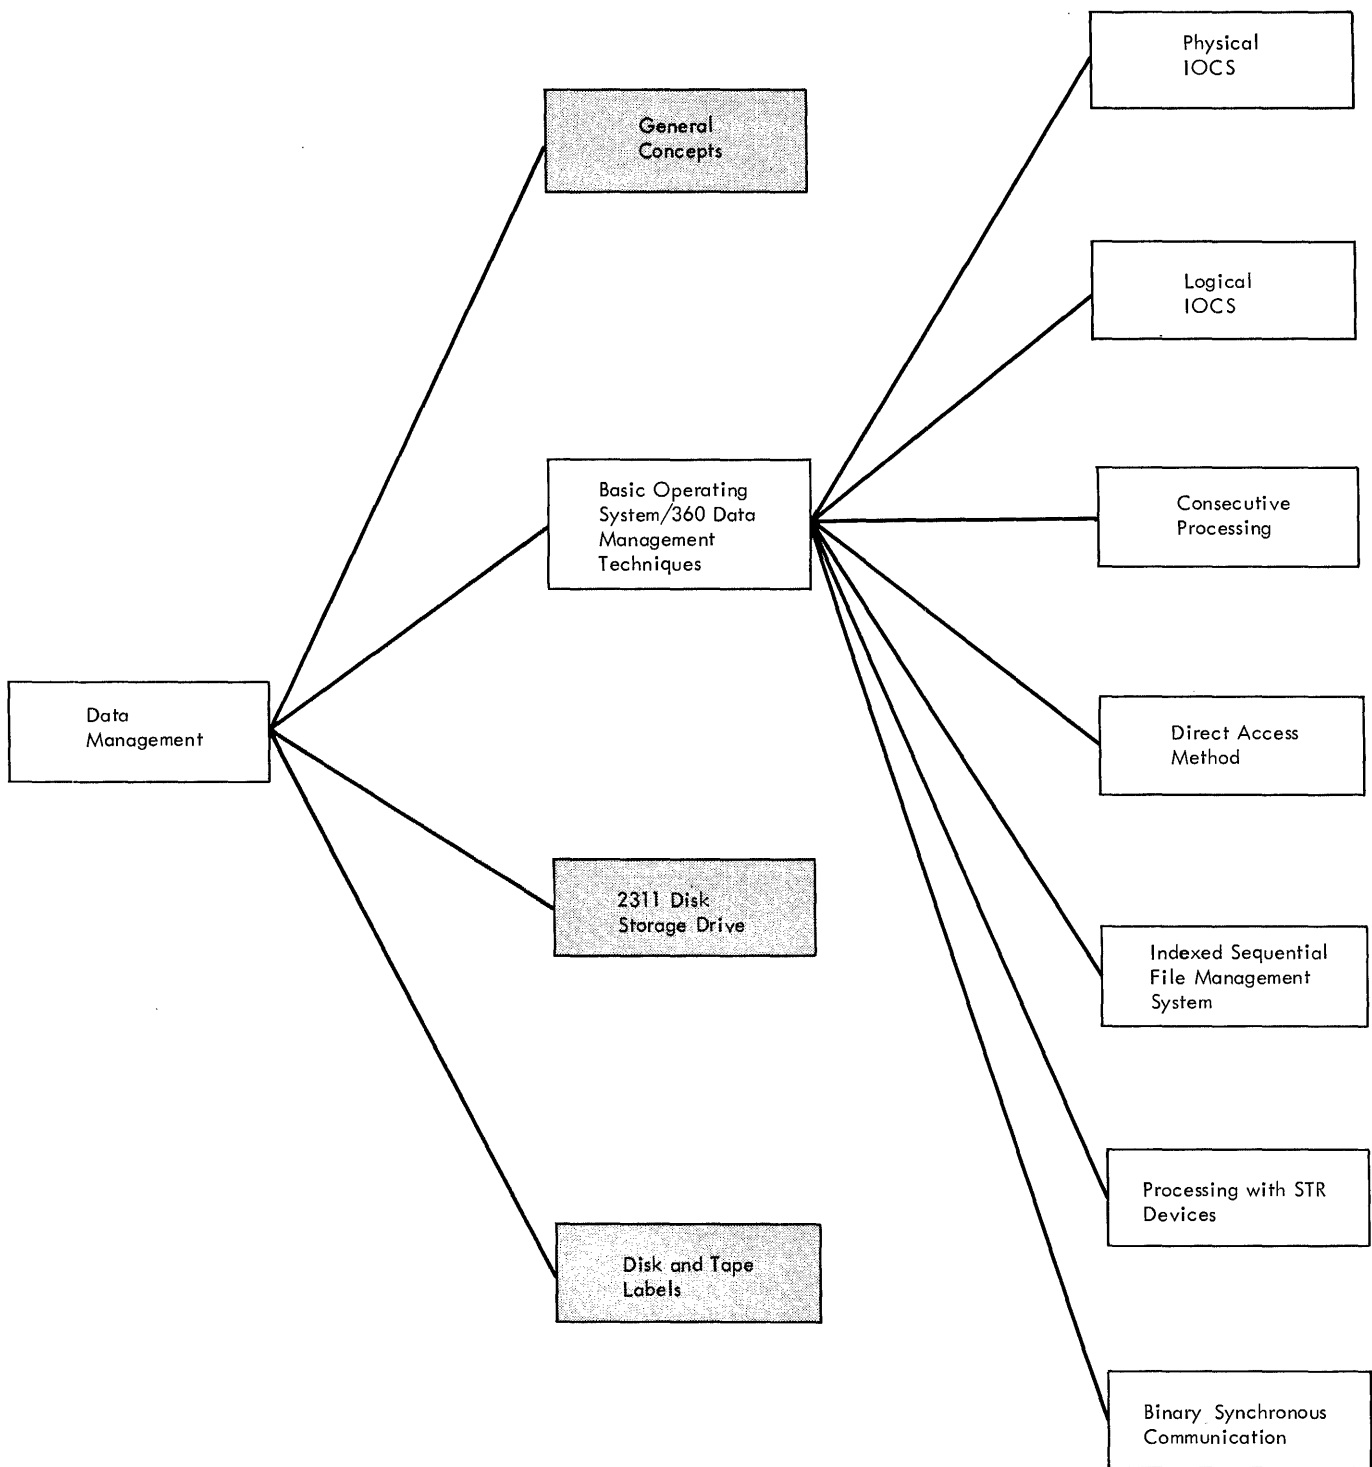 Physical
IOCS
General
Concepts
Logical
IOCS
Basic Operating
System/360 Data
Management
Techniques
Consecutive
Processing
Data
Management
Direct Access
Method
2311 Disk
Storage Drive
Indexed Sequential
File Management
System
Processing with STR
Devices
Disk and Tape
Labels
Binary Synchronous
Communication